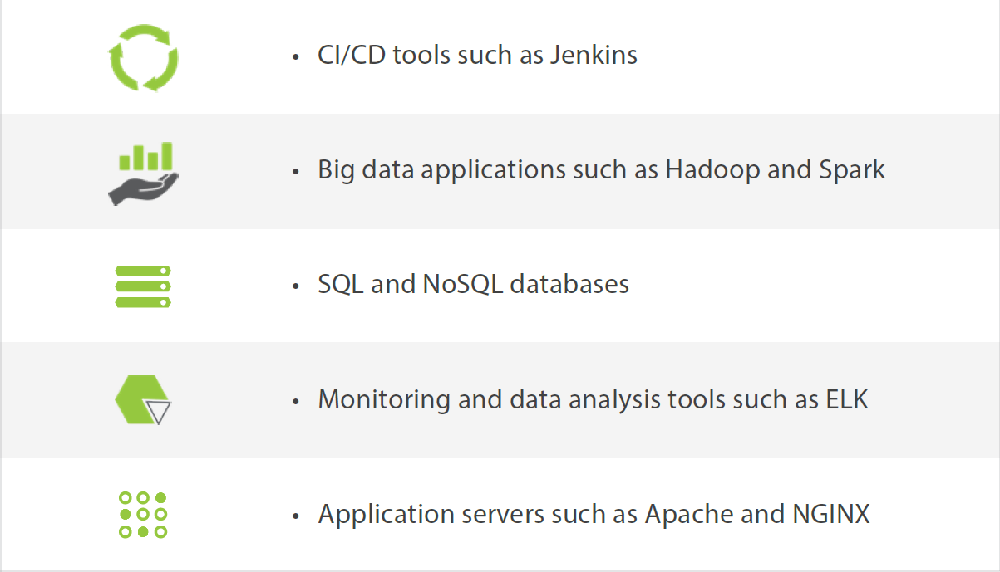 • CI/CD tools such as Jenkins
• Big data applications such as Hadoop and Spark
• SQL and NoSQL databases
• Monitoring and data analysis tools such as ELK
• Application servers such as Apache and NGINX